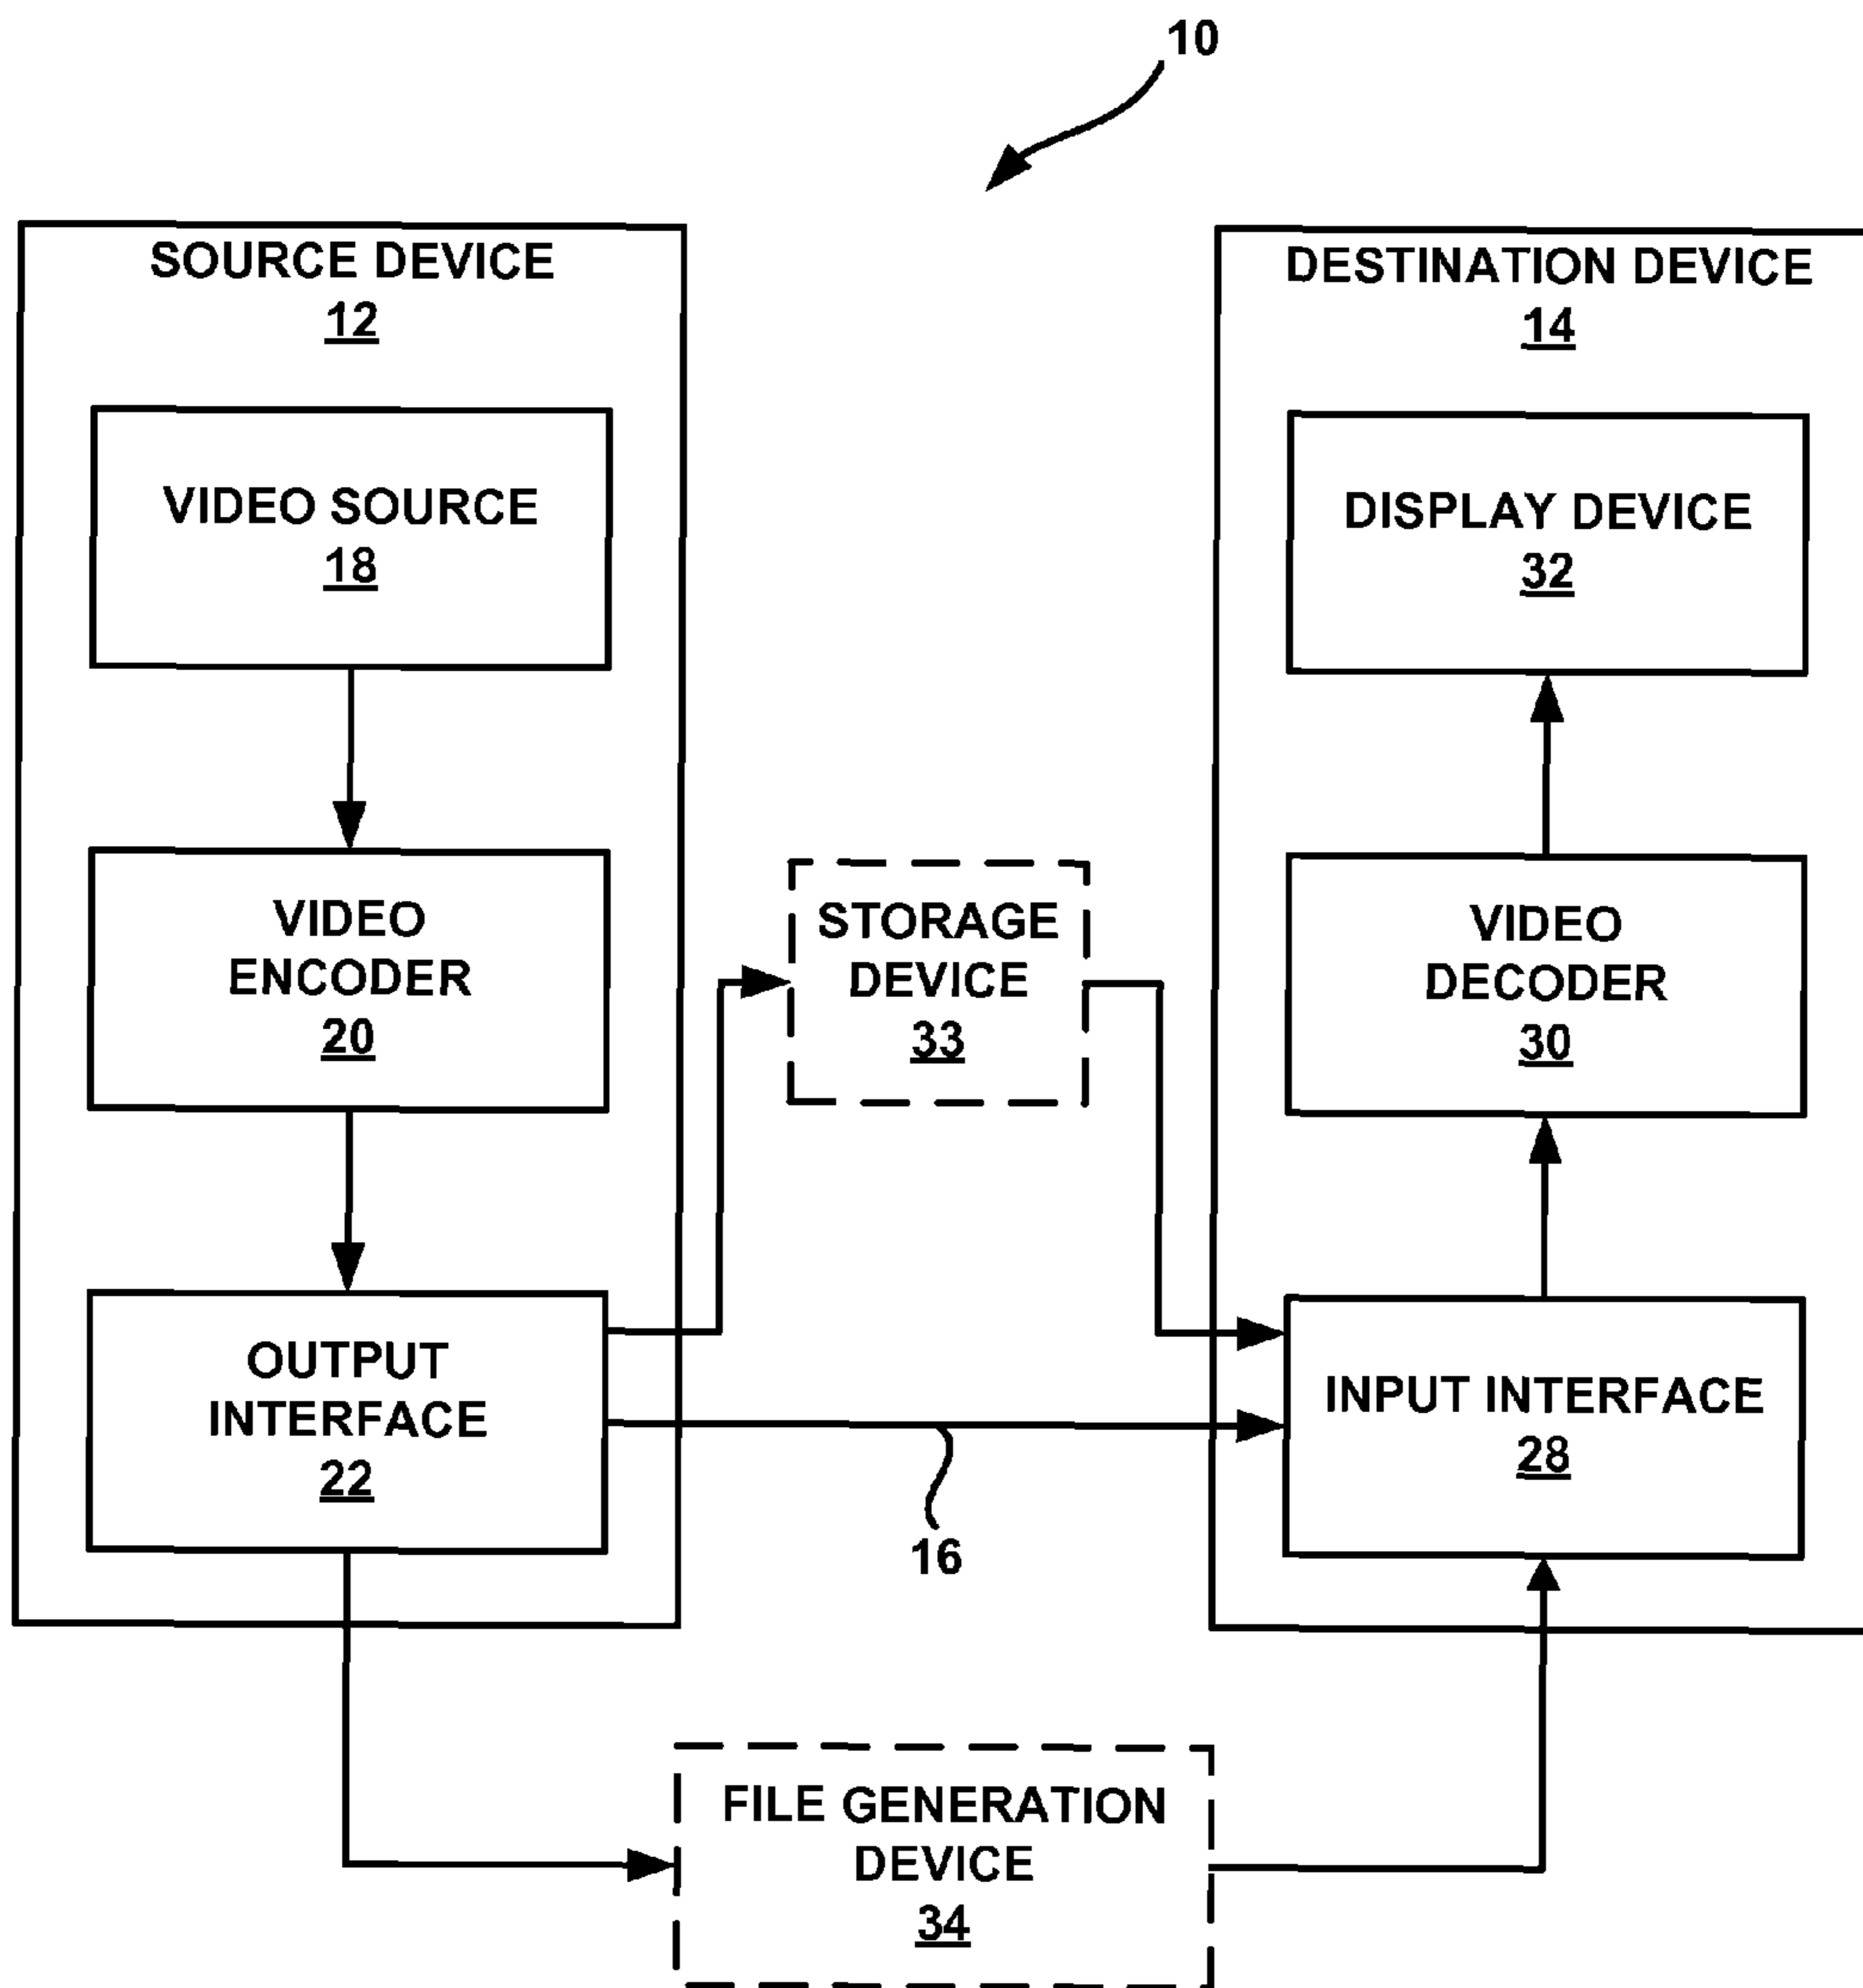 10
SOURCE DEVICE
12
VIDEO SOURCE
18
VIDEO
ENCODER
20
OUTPUT
INTERFACE
22
STORAGE
DEVICE
33
16
DESTINATION DEVICE
14
DISPLAY DEVICE
32
VIDEO
DECODER
30
INPUT INTERFACE
28
FILE GENERATION
DEVICE
34